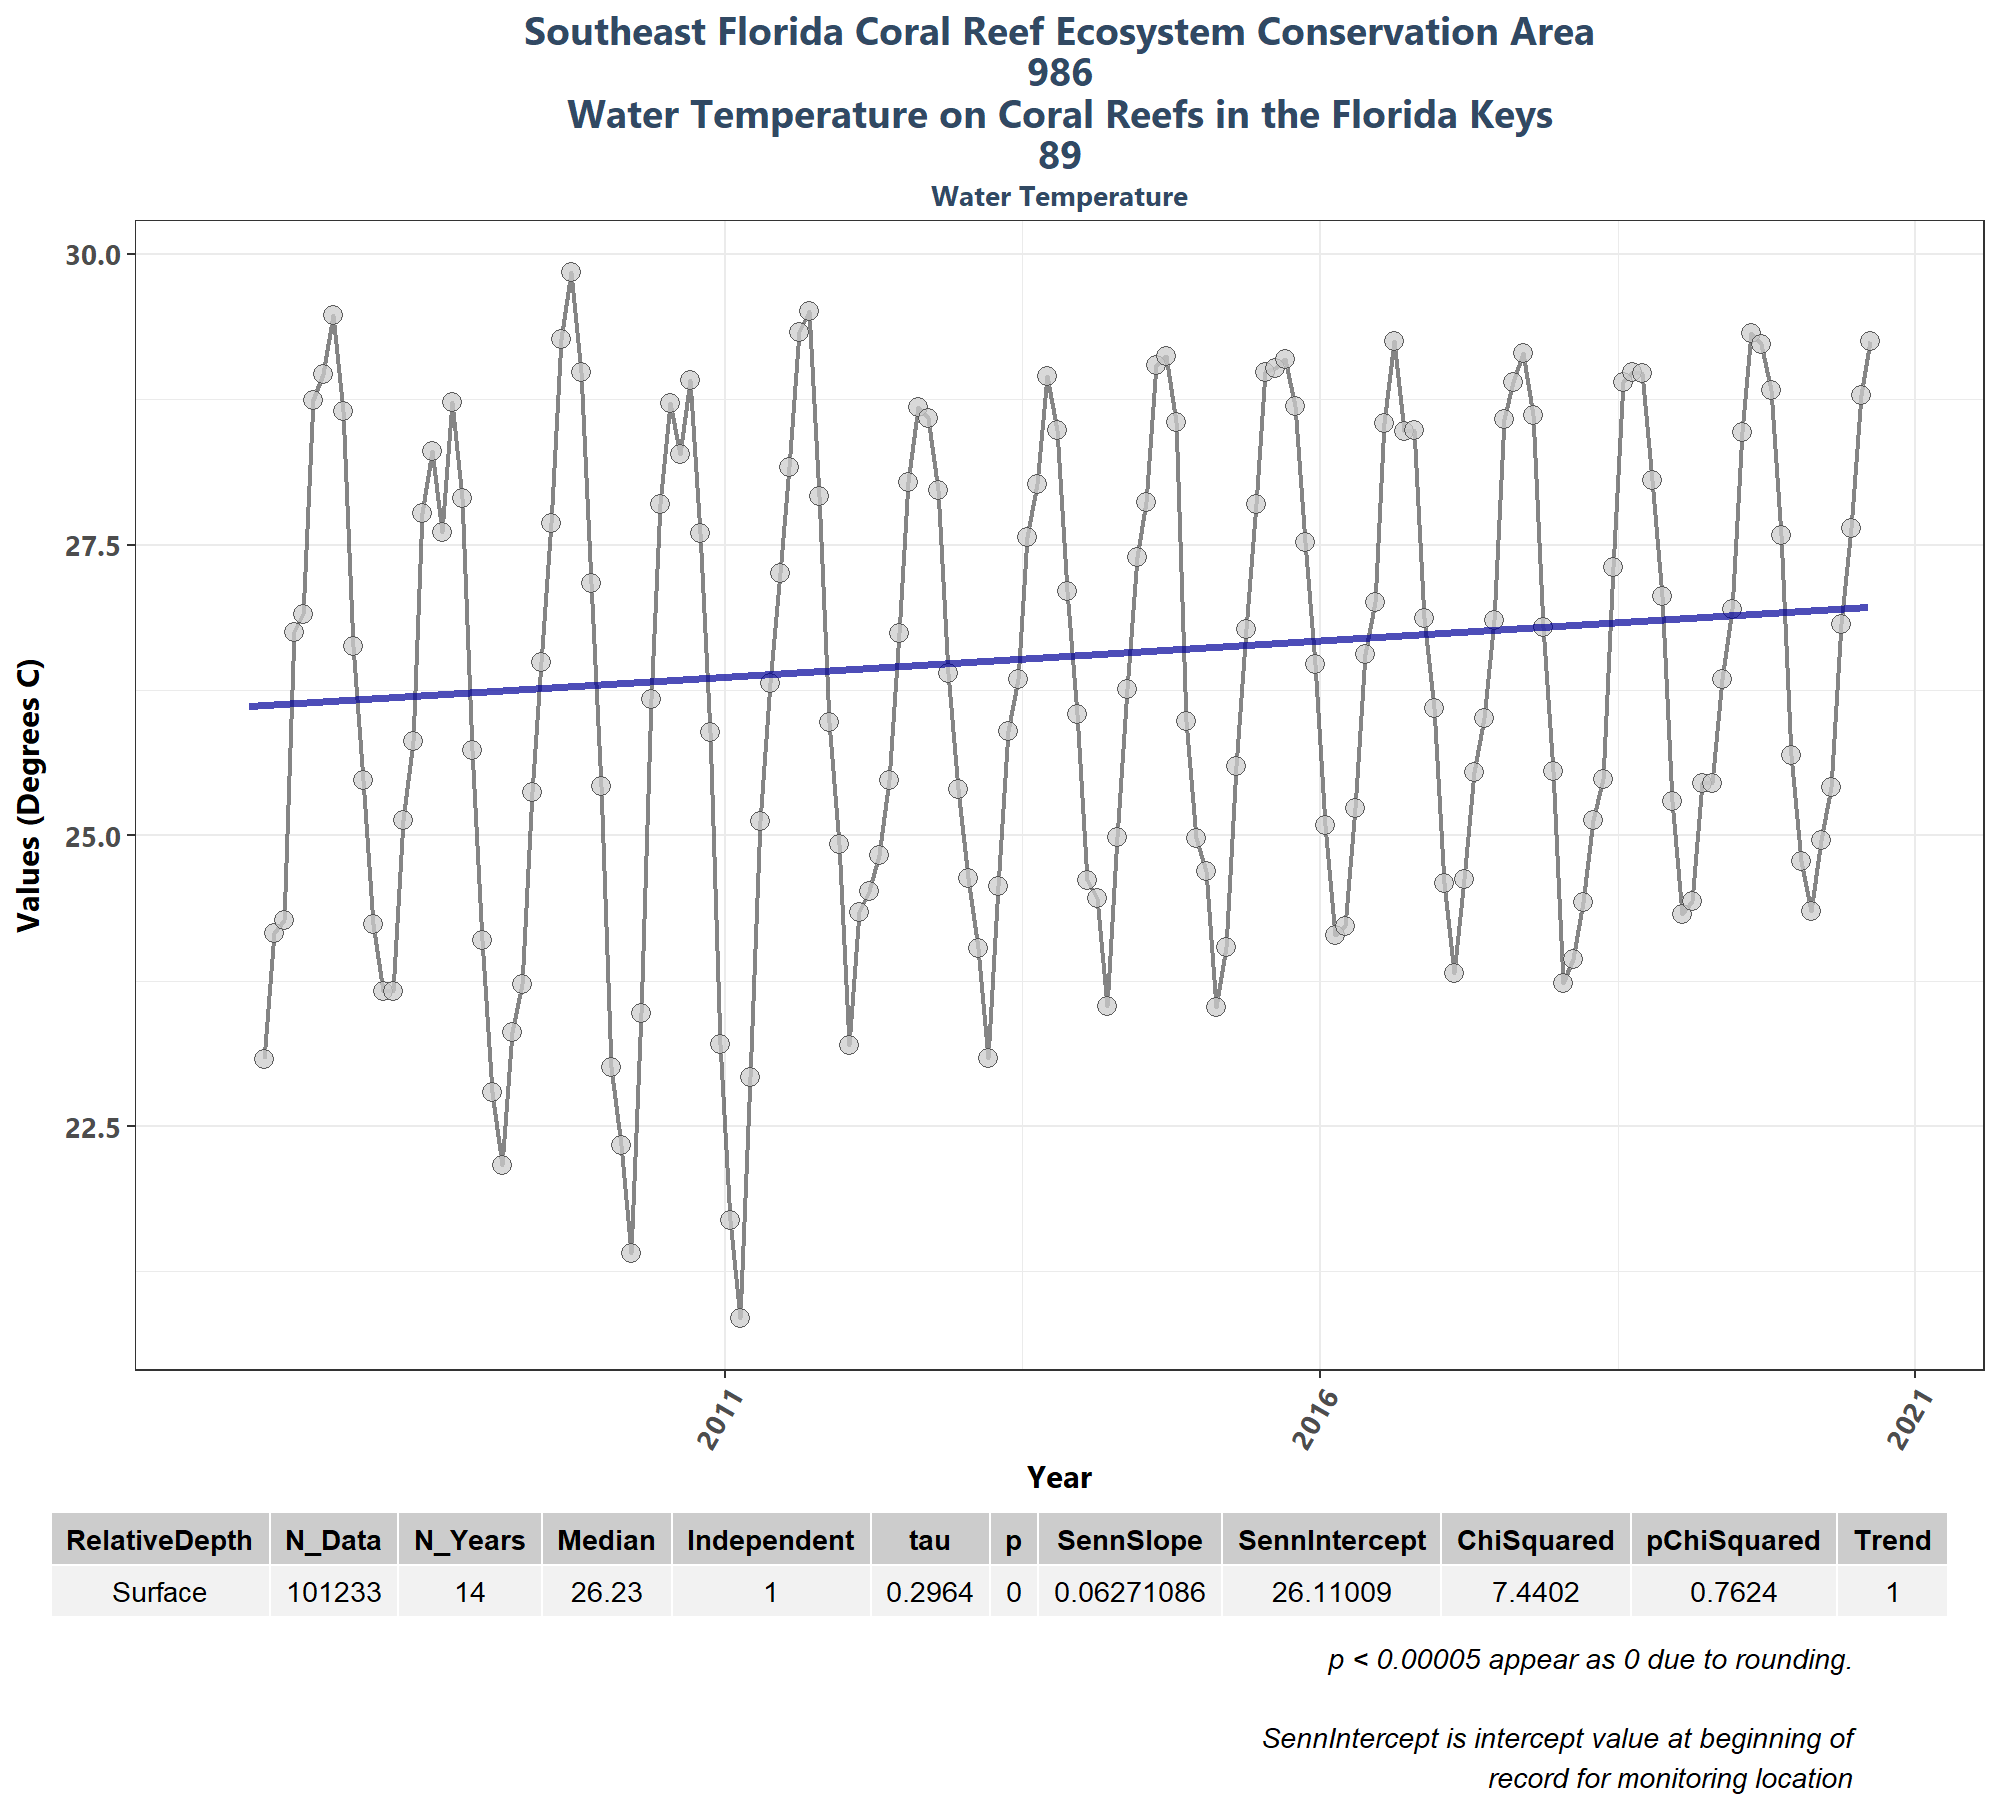 Southeast Florida Coral Reef Ecosystem Conservation Area
986
Water Temperature on Coral Reefs in the Florida Keys
89
Water Temperature
30.0
27.5
25.0
22.5
Values (Degrees C)
2011
2016
2021
Year
RelativeDepth N_Data N_Years Median Independent tau p SennSlope SennIntercept ChiSquared pChiSquared Trend
Surface 101233 14 26.23 1 0.2964 0 0.06271086 26.11009 7.4402 0.7624 1
p < 0.00005 appear as 0 due to rounding.
SennIntercept is intercept value at beginning of
record for monitoring location